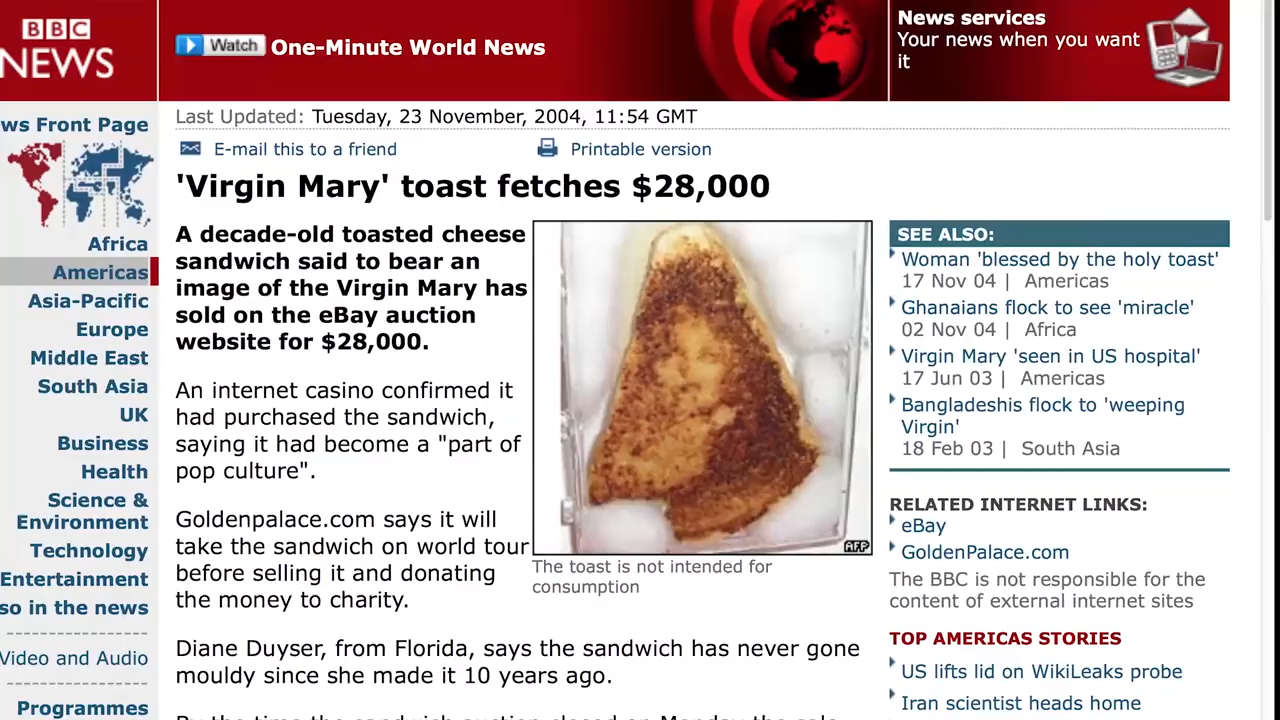 BBC
NEWS
Watch One-Minute World News
News services
Your news when you want
it
Last Updated: Tuesday, 23 November, 2004, 11:54 GMT
E-mail this to a friend
Printable version
ws Front Page
Africa
Americas
Asia-Pacific
Europe
Middle East
South Asia
UK
Business
Health
Science &
Environment
Technology
Entertainment
so in the news
Video and Audio
Programmes
'Virgin Mary' toast fetches $28,000
A decade-old toasted cheese
sandwich said to bear an
image of the Virgin Mary has
sold on the eBay auction
website for $28,000.
An internet casino confirmed it
had purchased the sandwich,
saying it had become a "part of
pop culture".
Goldenpalace.com says it will
take the sandwich on world tour
before selling it and donating
the money to charity.
AFP
The toast is not intended for
consumption
Diane Duyser, from Florida, says the sandwich has never gone
mouldy since she made it 10 years ago.
By the time the sandwich auction closed on Monday the sale
SEE ALSO:
Woman 'blessed by the holy toast'
17 Nov 04 | Americas
Ghanaians flock to see 'miracle'
02 Nov 04 | Africa
Virgin Mary 'seen in US hospital'
17 Jun 03 | Americas
Bangladeshis flock to 'weeping
Virgin'
18 Feb 03 | South Asia
RELATED INTERNET LINKS:
eBay
GoldenPalace.com
The BBC is not responsible for the
content of external internet sites
TOP AMERICAS STORIES
US lifts lid on WikiLeaks probe
Iran scientist heads home